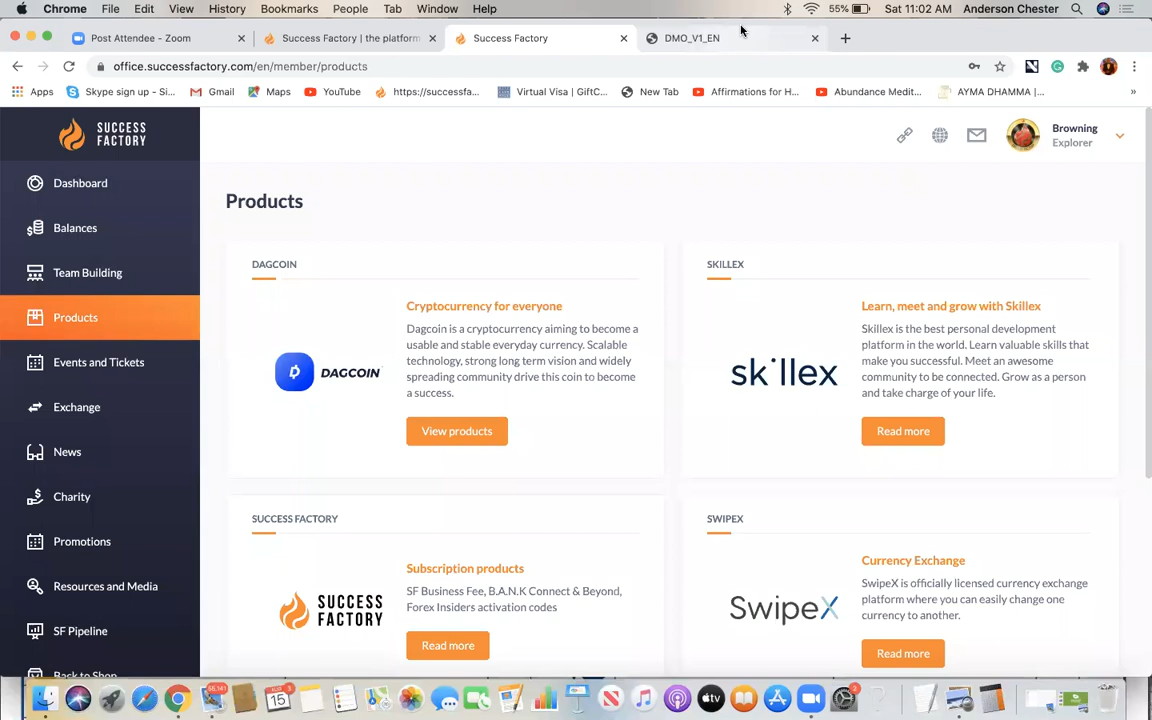 Chrome File Edit View History Bookmarks People Tab Window Help 55% Sat 11:02 AM Anderson Chester
Post Attendee - Zoom Success Factory | the platform Success Factory DMO_V1_EN
office.successfactory.com/en/member/products
Apps Skype sign up - Si... Gmail Maps YouTube https://successfa... Virtual Visa | GiftC... New Tab Affirmations for H... Abundance Medit... AYMA DHAMMA |...
SUCCESS
FACTORY
Dashboard
Balances
Team Building
Products
Events and Tickets
Exchange
News
Charity
Promotions
Resources and Media
SF Pipeline
Back to Shop
Browning
Explorer
Products
DAGCOIN
Cryptocurrency for everyone
Dagcoin is a cryptocurrency aiming to become a
usable and stable everyday currency. Scalable
technology, strong long term vision and widely
spreading community drive this coin to become
a success.
DAGCOIN
View products
SKILLEX
Learn, meet and grow with Skillex
Skillex is the best personal development
platform in the world. Learn valuable skills that
make you successful. Meet an awesome
community to be connected. Grow as a person
and take charge of your life.
skillex
Read more
SUCCESS FACTORY
Subscription products
SF Business Fee, B.A.N.K Connect & Beyond,
Forex Insiders activation codes
SUCCESS
FACTORY
Read more
SWIPEX
Currency Exchange
SwipeX is officially licensed currency exchange
platform where you can easily change one
currency to another.
SwipeX
Read more